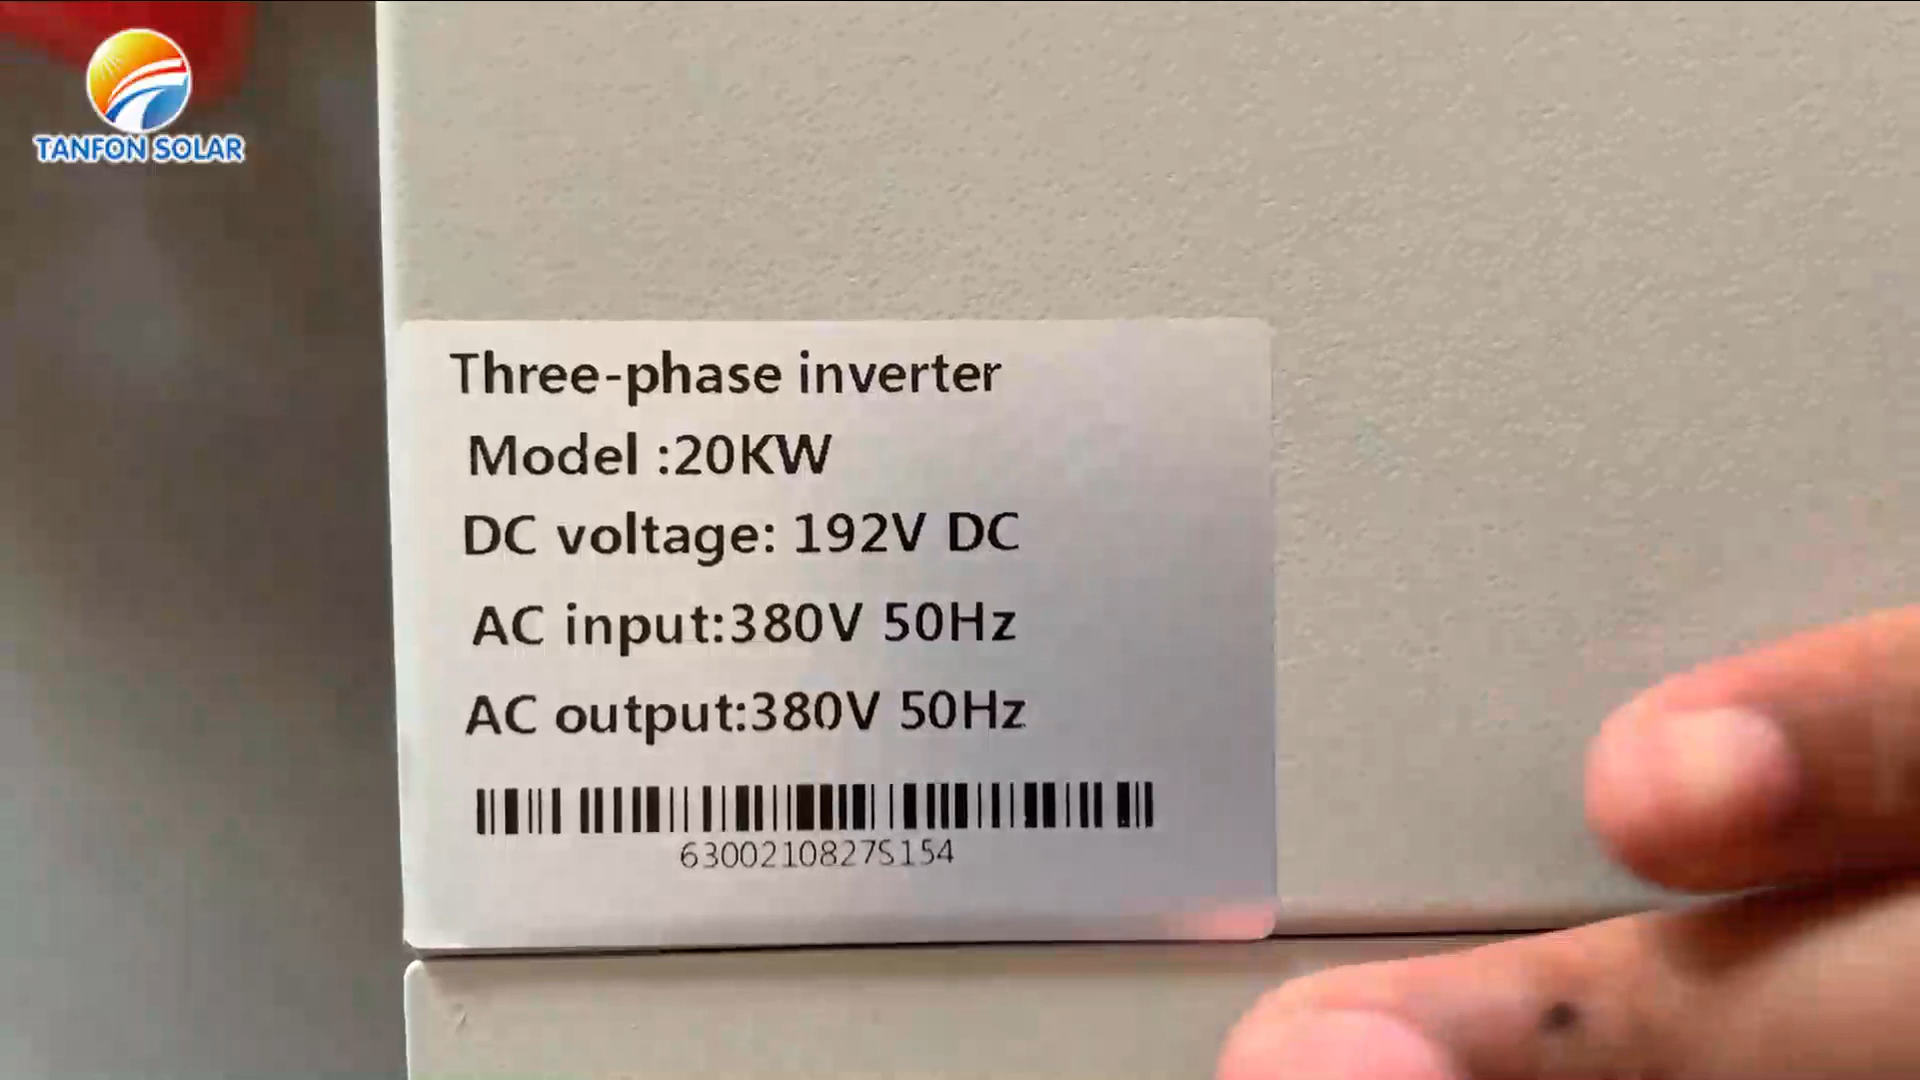 TANFON SOLAR
Three-phase inverter
Model :20KW
DC voltage: 192V DC
AC input:380V 50Hz
AC output:380V 50Hz
6300210827S154